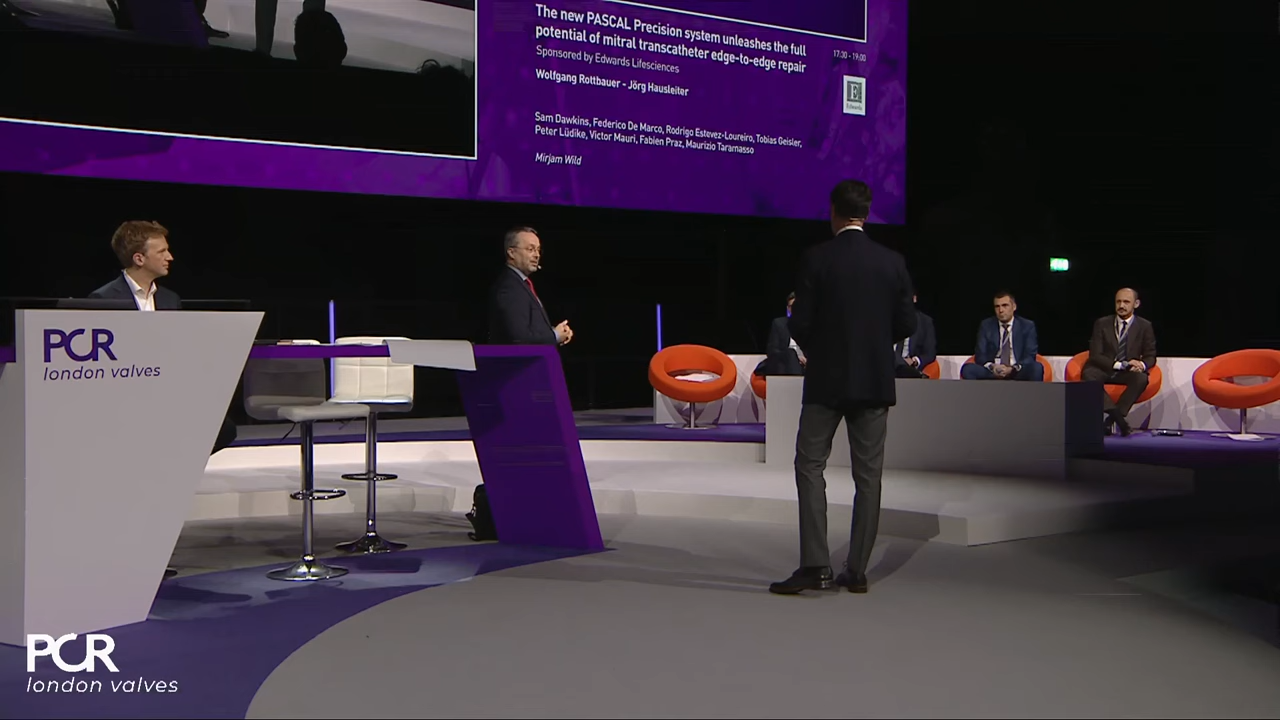 The new PASCAL Precision system unleashes the full
potential of mitral transcatheter edge-to-edge repair
17:30 - 19:00
Sponsored by Edwards Lifesciences
Wolfgang Rottbauer - Jörg Hausleiter
Edwards
Sam Dawkins, Federico De Marco, Rodrigo Estevez-Loureiro, Tobias Geisler,
Peter Lüdike, Victor Mauri, Fabien Praz, Maurizio Taramasso
Mirjam Wild
PCR
london valves
PCR
london valves